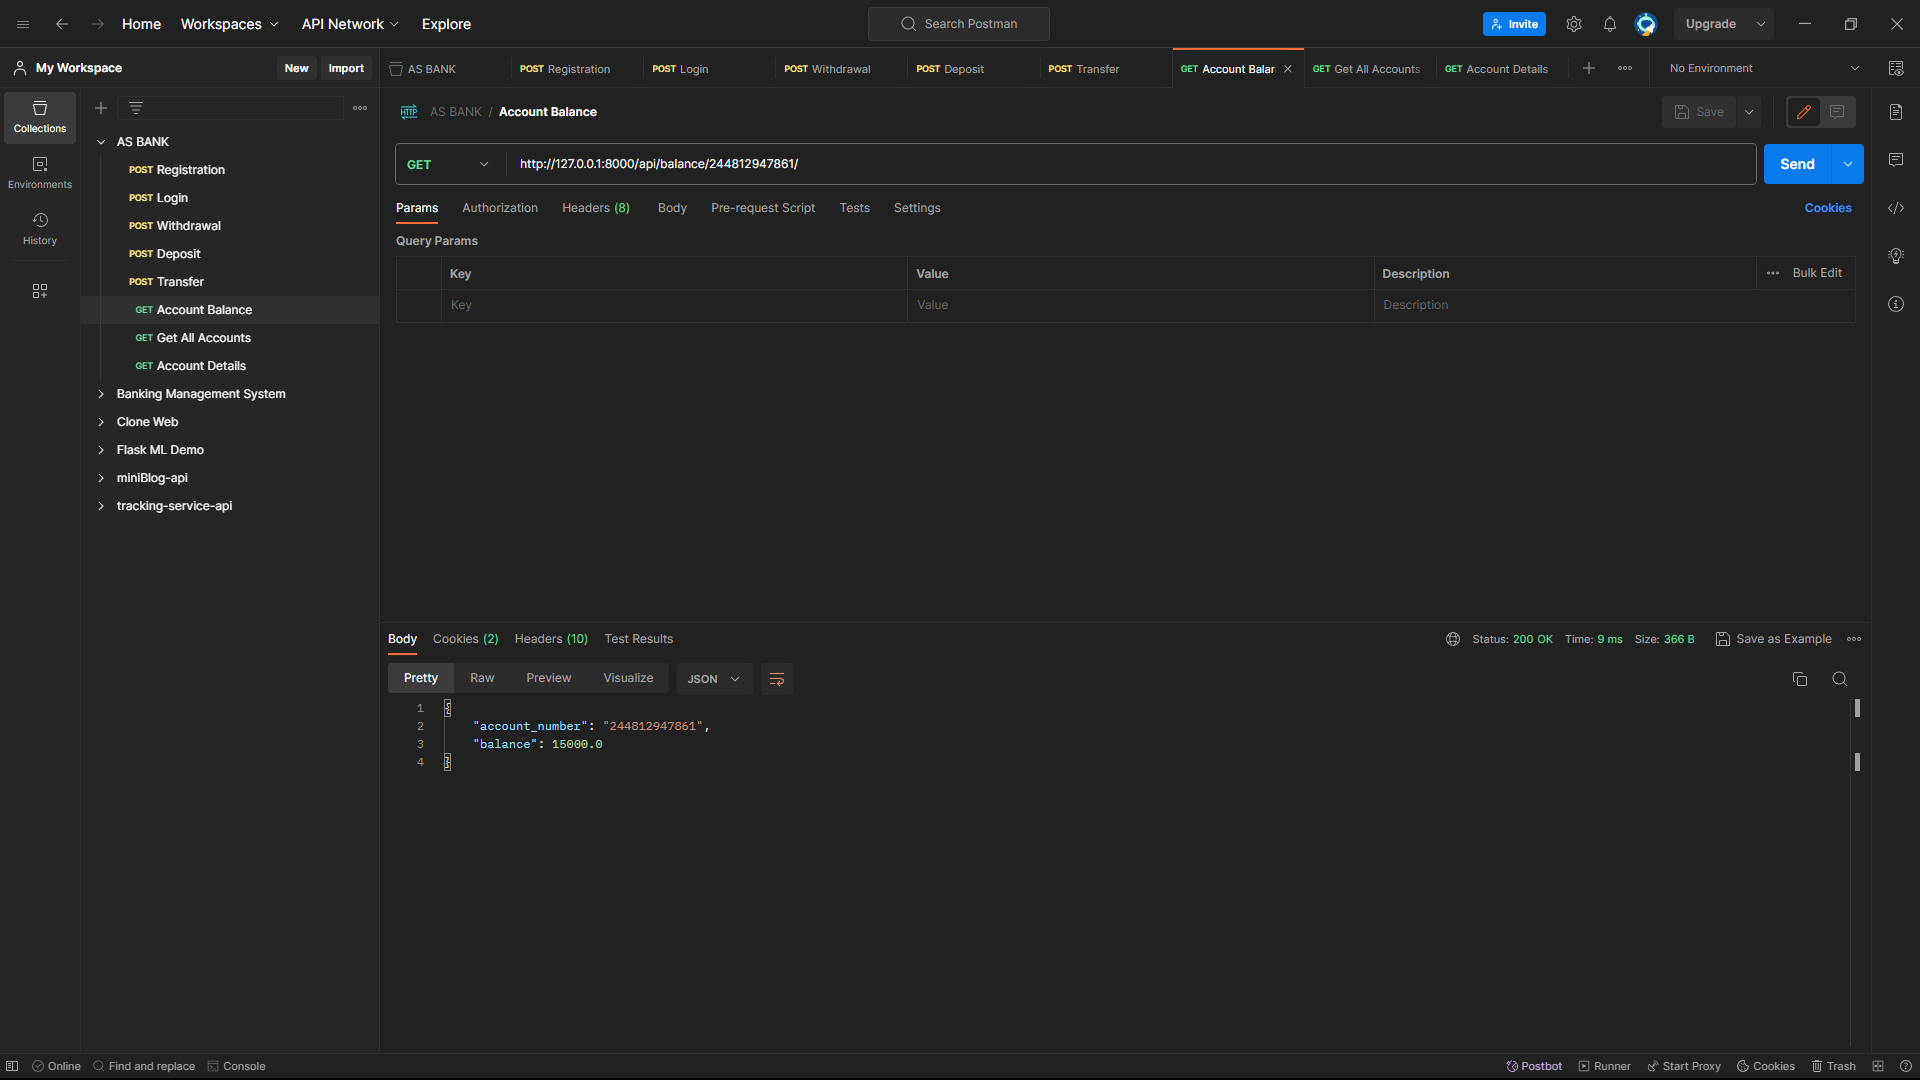 Home Workspaces API Network Explore Search Postman Invite Upgrade
My Workspace New Import AS BANK POST Registration POST Login POST Withdrawal POST Deposit POST Transfer GET Account Balar GET Get All Accounts GET Account Details No Environment
Collections
Environments
History
AS BANK
POST Registration
POST Login
POST Withdrawal
POST Deposit
POST Transfer
GET Account Balance
GET Get All Accounts
GET Account Details
Banking Management System
Clone Web
Flask ML Demo
miniBlog-api
tracking-service-api
HTTP AS BANK / Account Balance Save
GET http://127.0.0.1:8000/api/balance/244812947861/ Send
Params Authorization Headers (8) Body Pre-request Script Tests Settings Cookies
Query Params
Key Value Description Bulk Edit
Key Value Description
Body Cookies (2) Headers (10) Test Results Status: 200 OK Time: 9 ms Size: 366 B Save as Example
Pretty Raw Preview Visualize JSON
1 {
2 "account_number": "244812947861",
3 "balance": 15000.0
4 }
Online Find and replace Console Postbot Runner Start Proxy Cookies Trash